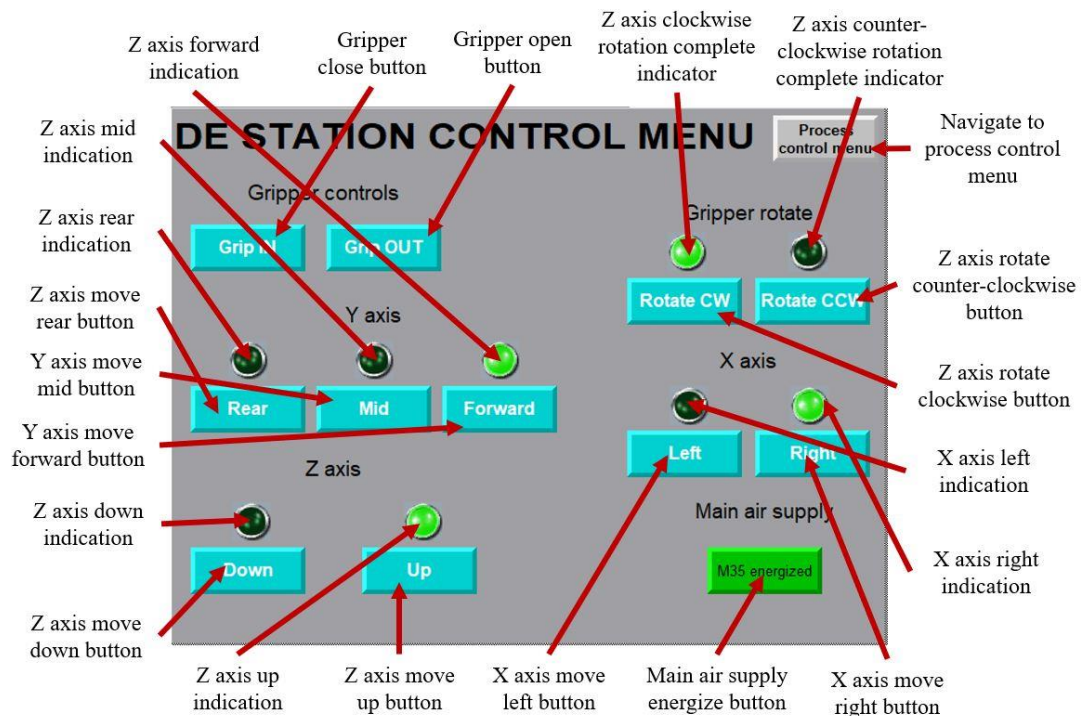 Z axis forward
indication
Gripper
close button
Gripper open
button
Z axis clockwise
rotation complete
indicator
Z axis counter-
clockwise rotation
complete indicator
Z axis mid
indication
DE STATION CONTROL MENU
Process
control menu
Navigate to
process control
menu
Z axis rear
indication
Gripper controls
Gripper rotate
Grip IN
Grip OUT
Z axis move
rear button
Y axis
Rotate CW
Rotate CCW
Z axis rotate
counter-clockwise
button
Y axis move
mid button
X axis
Z axis rotate
clockwise button
Rear
Mid
Forward
Y axis move
forward button
Z axis
Left
Right
X axis left
indication
Z axis down
indication
Main air supply
Down
Up
M35 energized
X axis right
indication
Z axis move
down button
Z axis up
indication
Z axis move
up button
X axis move
left button
Main air supply
energize button
X axis move
right button